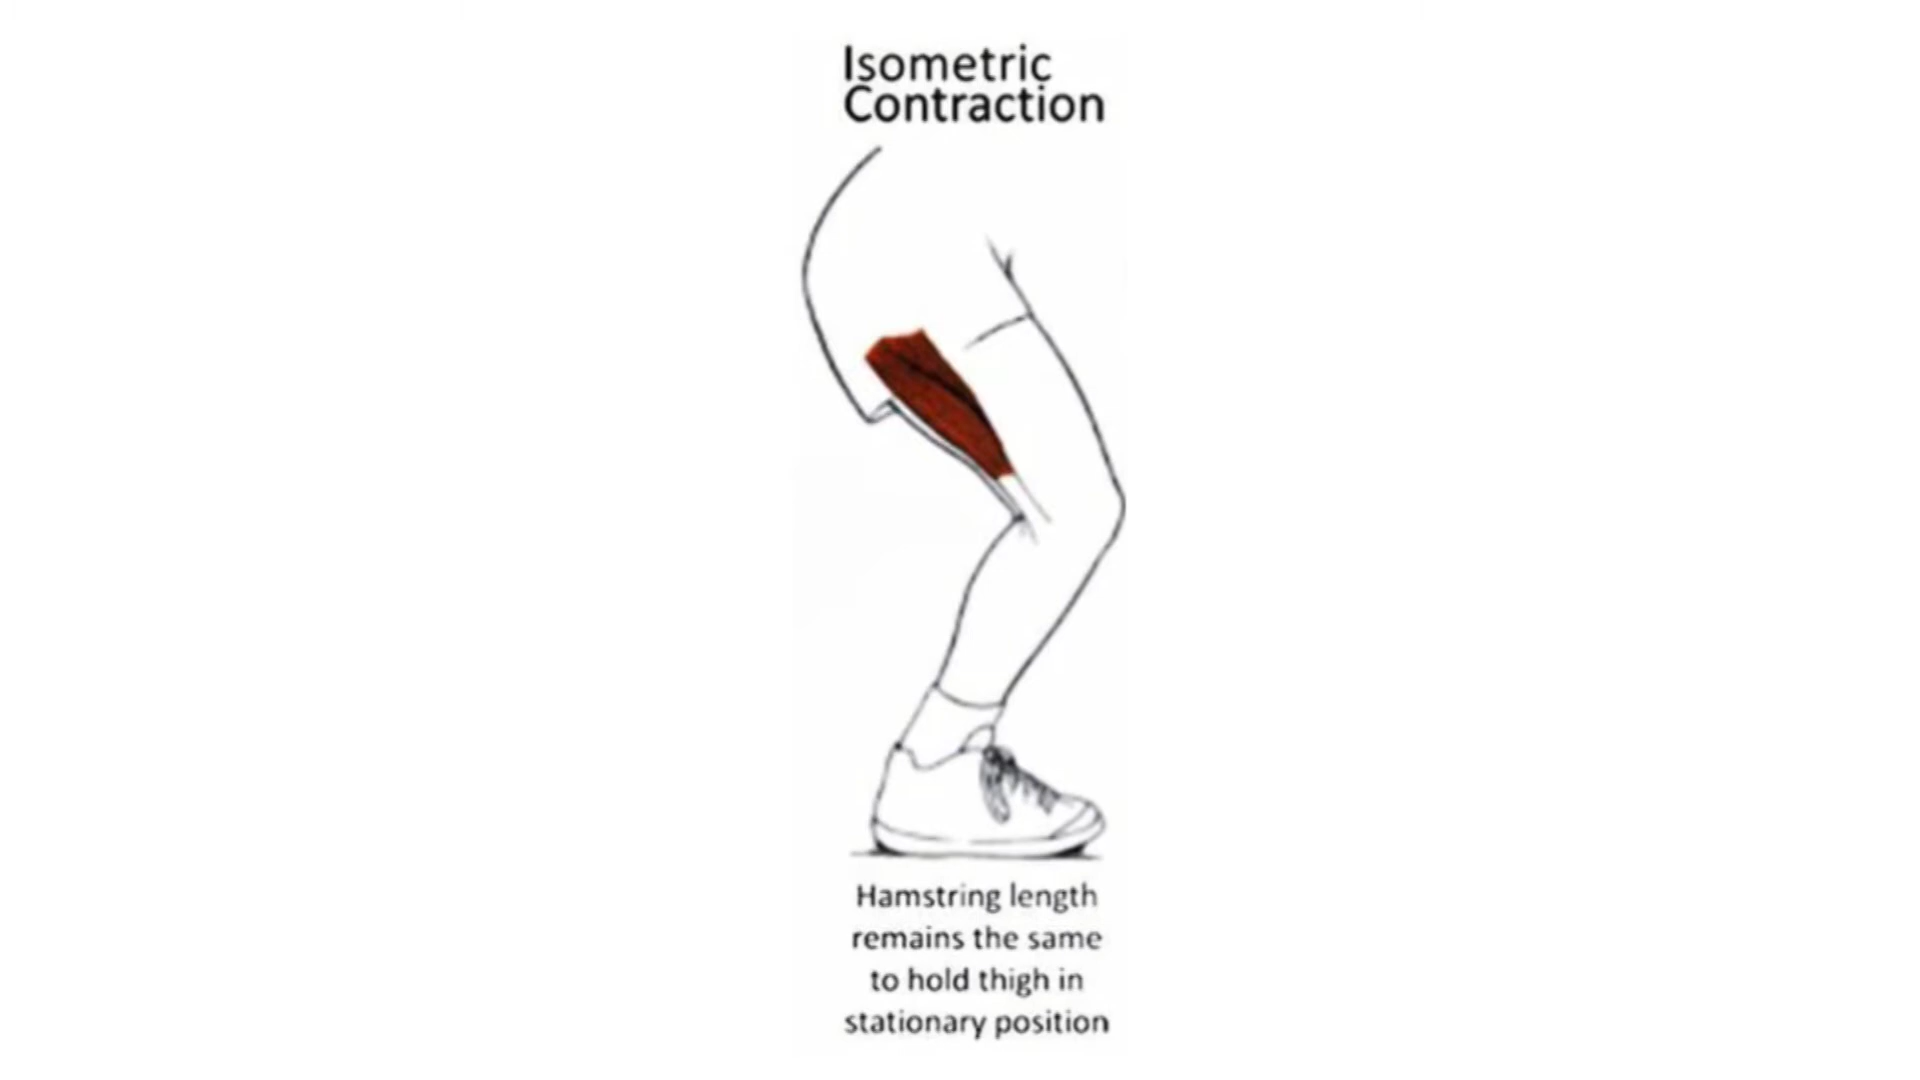 Isometric
Contraction
Hamstring length
remains the same
to hold thigh in
stationary position